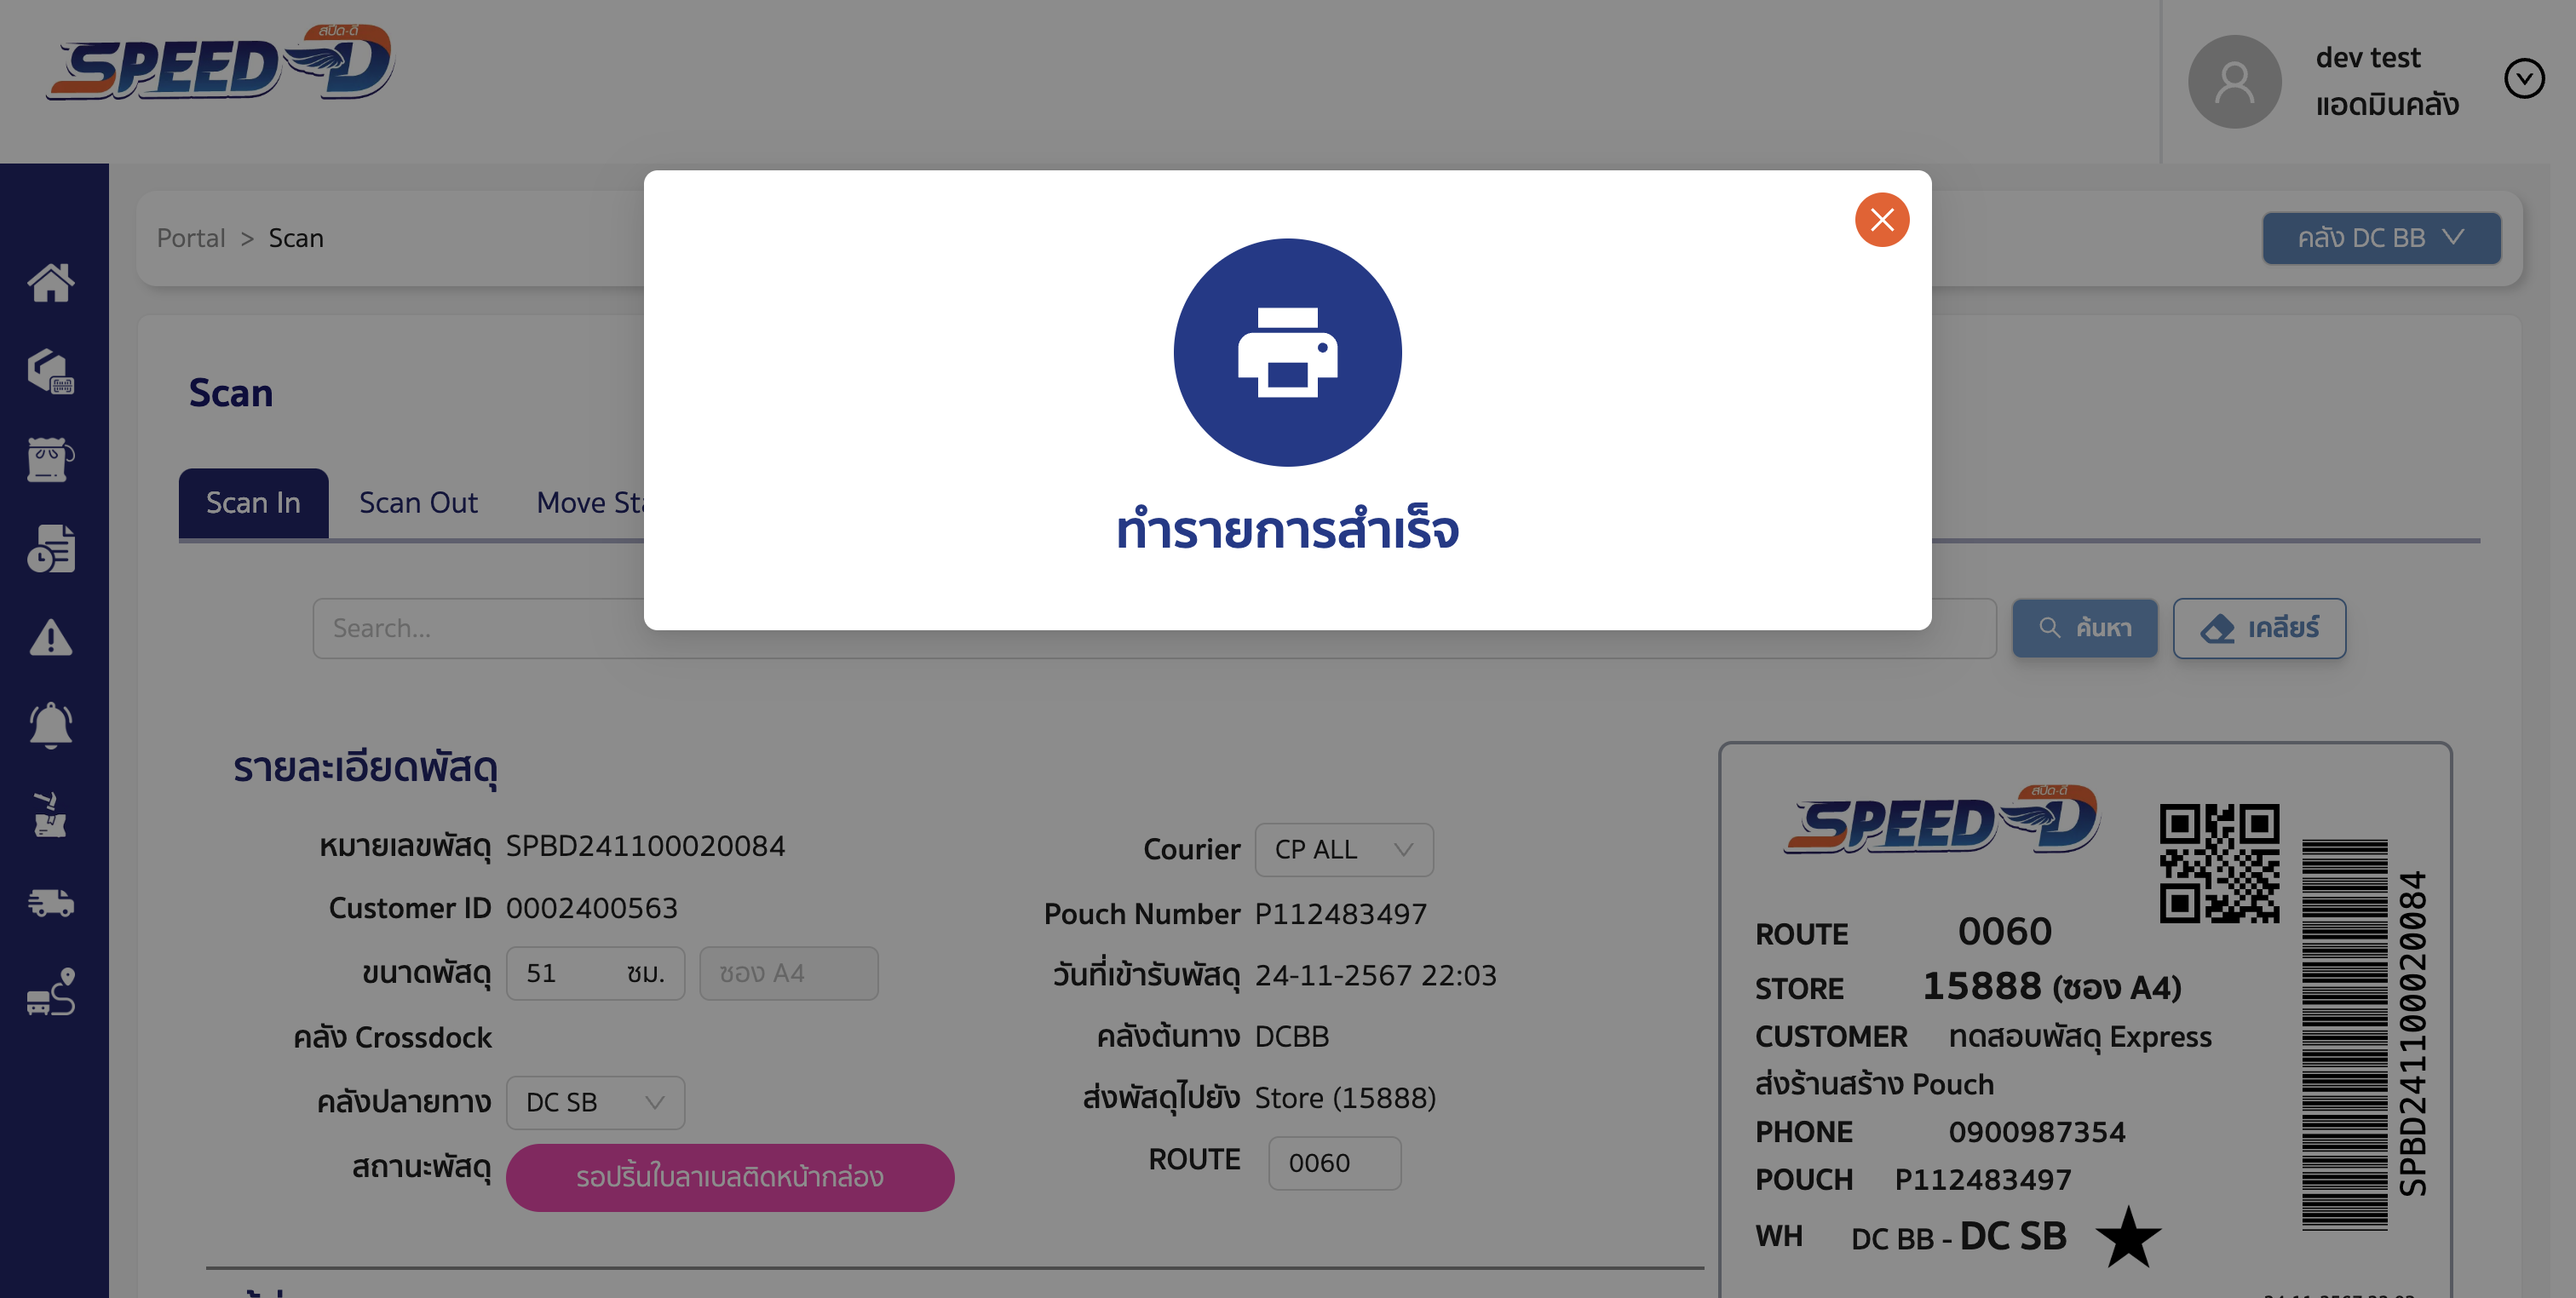 สปีด-ดี
SPEED-D
dev test
แอดมินคลัง
Portal > Scan
คลัง DC BB
ทำรายการสำเร็จ
Scan
Scan In
Scan Out
Move Sta
Search...
ค้นหา
เคลียร์
รายละเอียดพัสดุ
หมายเลขพัสดุ SPBD241100020084
Customer ID 0002400563
ขนาดพัสดุ 51 ซม. ซอง A4
คลัง Crossdock
คลังปลายทาง DC SB
สถานะพัสดุ รอปริ้นใบลาเบลติดหน้ากล่อง
Courier CP ALL
Pouch Number P112483497
วันที่เข้ารับพัสดุ 24-11-2567 22:03
คลังต้นทาง DCBB
ส่งพัสดุไปยัง Store (15888)
ROUTE 0060
สปีด-ดี
SPEED-D
ROUTE 0060
STORE 15888 (ซอง A4)
CUSTOMER ทดสอบพัสดุ Express
ส่งร้านสร้าง Pouch
PHONE 0900987354
POUCH P112483497
WH DC BB - DC SB
SPBD241100020084